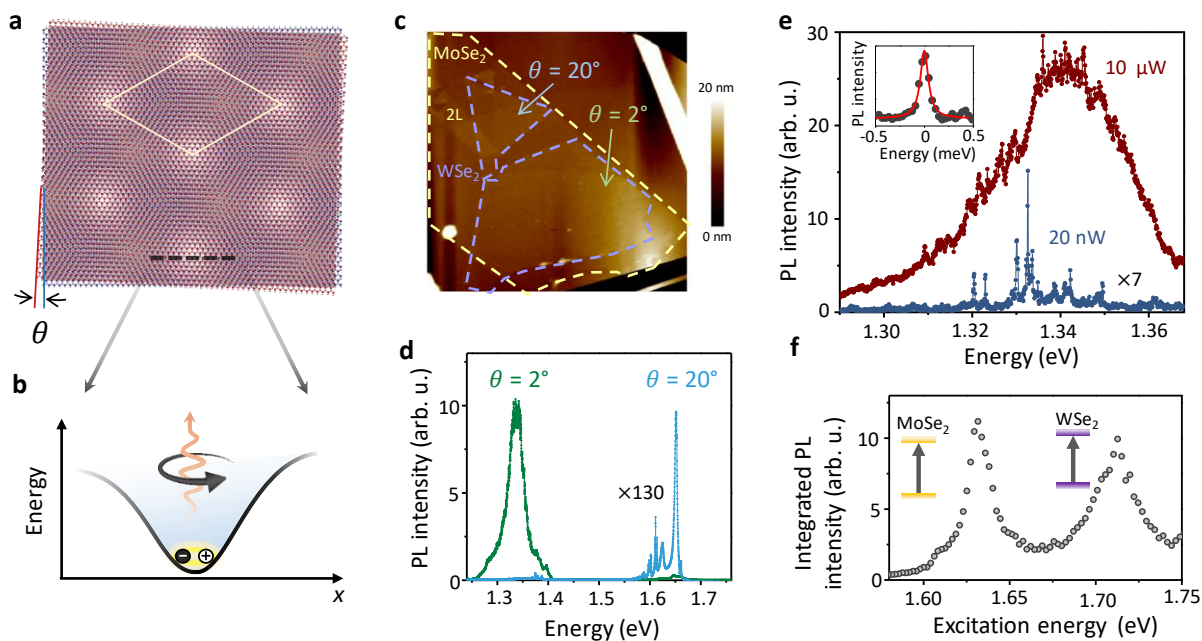 a
θ
b
Energy
x
− +
c
MoSe₂
θ = 20°
2L
θ = 2°
WSe₂
20 nm
0 nm
d
θ = 2°
θ = 20°
×130
PL intensity (arb. u.)
10
5
0
1.3 1.4 1.5 1.6 1.7
Energy (eV)
e
30
20
10
0
PL intensity (arb. u.)
PL intensity
-0.5 0 0.5
Energy (meV)
10 µW
20 nW
×7
1.30 1.32 1.34 1.36
Energy (eV)
f
MoSe₂
WSe₂
Integrated PL
intensity (arb. u.)
10
5
0
1.60 1.65 1.70 1.75
Excitation energy (eV)